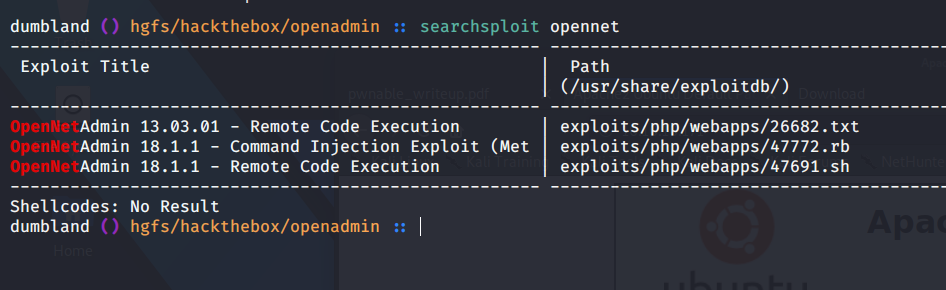 dumbland () hgfs/hackthebox/openadmin :: searchsploit opennet
---------------------------------------------------- ----------------------------------------
Exploit Title | Path
| (/usr/share/exploitdb/)
---------------------------------------------------- ----------------------------------------
OpenNetAdmin 13.03.01 - Remote Code Execution | exploits/php/webapps/26682.txt
OpenNetAdmin 18.1.1 - Command Injection Exploit (Met | exploits/php/webapps/47772.rb
OpenNetAdmin 18.1.1 - Remote Code Execution | exploits/php/webapps/47691.sh
---------------------------------------------------- ----------------------------------------
Shellcodes: No Result
dumbland () hgfs/hackthebox/openadmin ::
pwnable_writeup.pdf
Download
Kali Training
NetHunte
Apac
ubuntu
Home